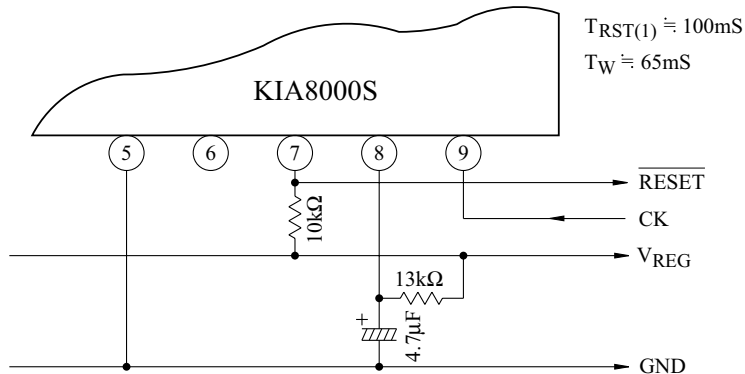 T_RST(1) ≒ 100mS
T_W ≒ 65mS
KIA8000S
5 6 7 8 9
RESET
CK
10kΩ
V_REG
13kΩ
+
4.7μF
GND